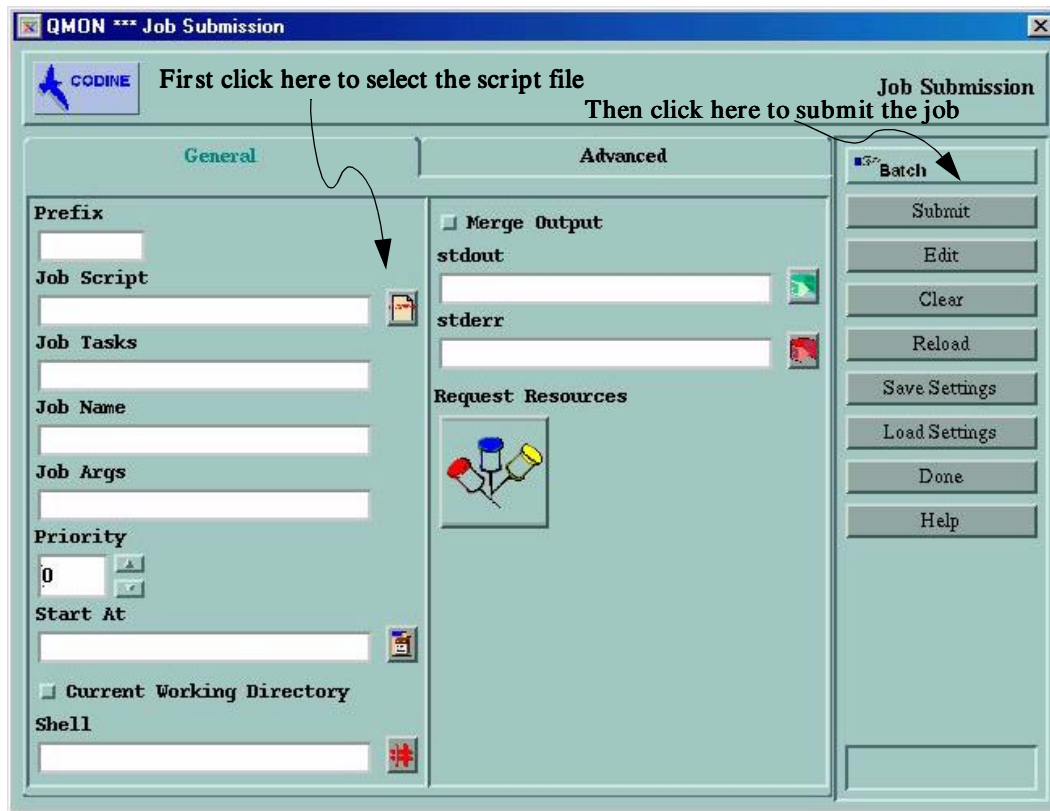 QMON *** Job Submission
CODINE
First click here to select the script file
Job Submission
Then click here to submit the job
General
Advanced
Batch
Prefix
Job Script
Job Tasks
Job Name
Job Args
Priority
0
Start At
Current Working Directory
Shell
Merge Output
stdout
stderr
Request Resources
Submit
Edit
Clear
Reload
Save Settings
Load Settings
Done
Help